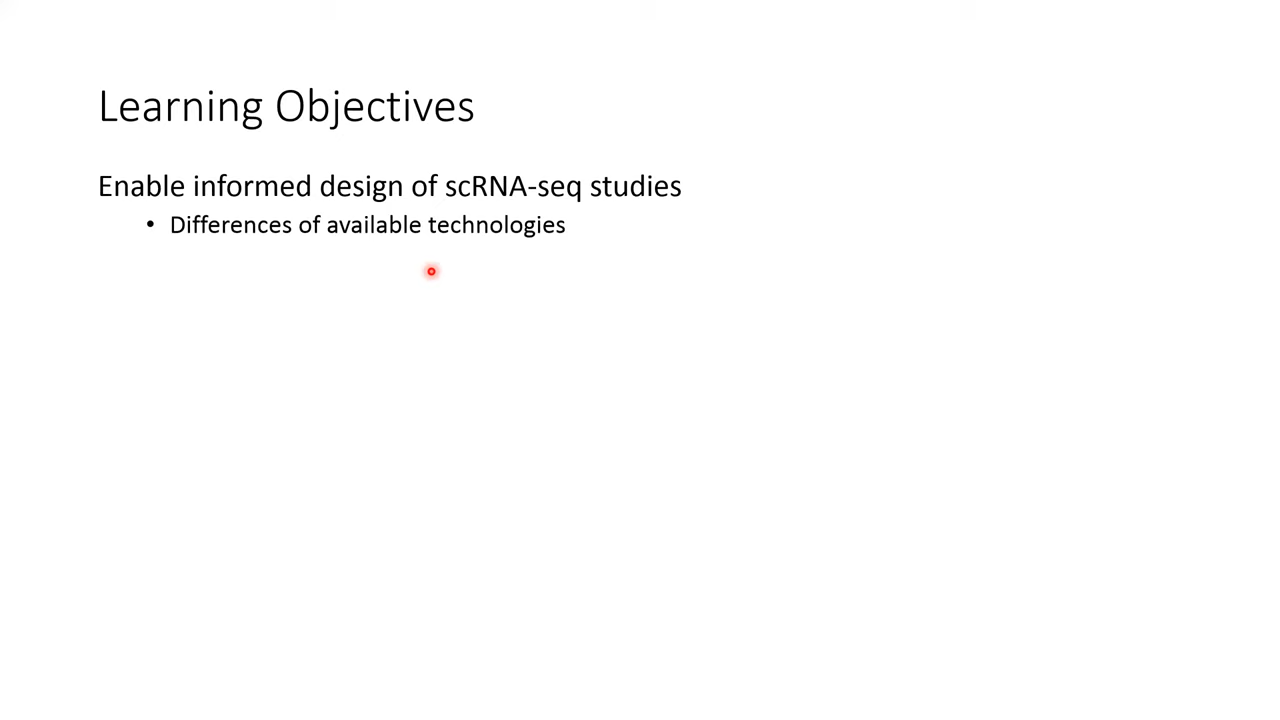 Learning Objectives
Enable informed design of scRNA-seq studies
• Differences of available technologies